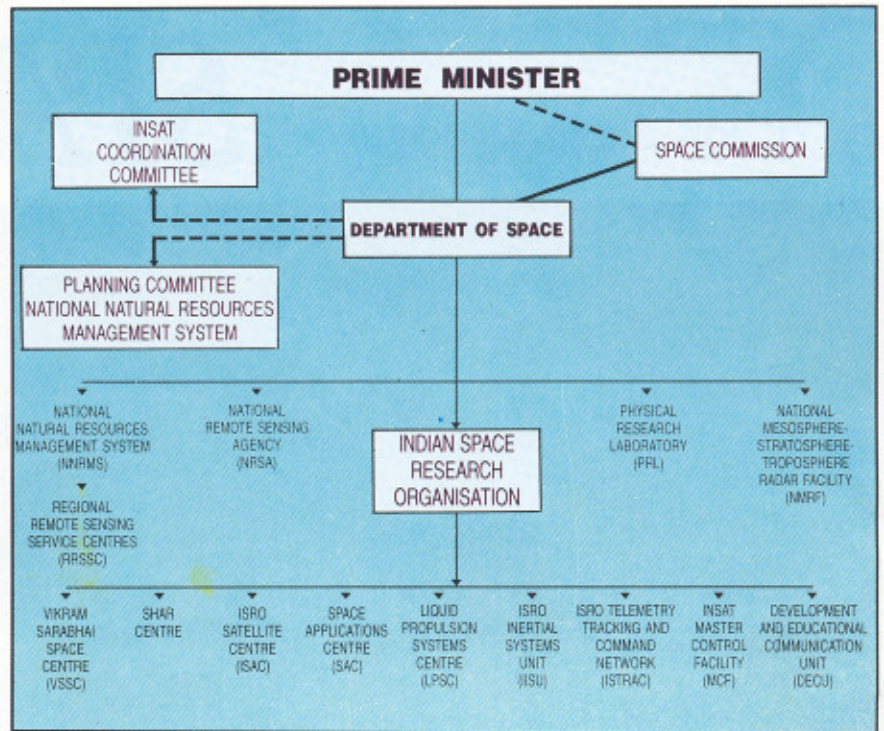 PRIME MINISTER
INSAT
COORDINATION
COMMITTEE
SPACE COMMISSION
DEPARTMENT OF SPACE
PLANNING COMMITTEE
NATIONAL NATURAL RESOURCES
MANAGEMENT SYSTEM
NATIONAL
NATURAL RESOURCES
MANAGEMENT SYSTEM
(NNRMS)
NATIONAL
REMOTE SENSING
AGENCY
(NRSA)
INDIAN SPACE
RESEARCH
ORGANISATION
PHYSICAL
RESEARCH
LABORATORY
(PRL)
NATIONAL
MESOSPHERE-
STRATOSPHERE-
TROPOSPHERE
RADAR FACILITY
(NMRF)
REGIONAL
REMOTE SENSING
SERVICE CENTRES
(RRSSC)
VIKRAM
SARABHAI
SPACE
CENTRE
(VSSC)
SHAR
CENTRE
ISRO
SATELLITE
CENTRE
(ISAC)
SPACE
APPLICATIONS
CENTRE
(SAC)
LIQUID
PROPULSION
SYSTEMS
CENTRE
(LPSC)
ISRO
INERTIAL
SYSTEMS
UNIT
(IISU)
ISRO TELEMETRY
TRACKING AND
COMMAND
NETWORK
(ISTRAC)
INSAT
MASTER
CONTROL
FACILITY
(MCF)
DEVELOPMENT
AND EDUCATIONAL
COMMUNICATION
UNIT
(DECU)